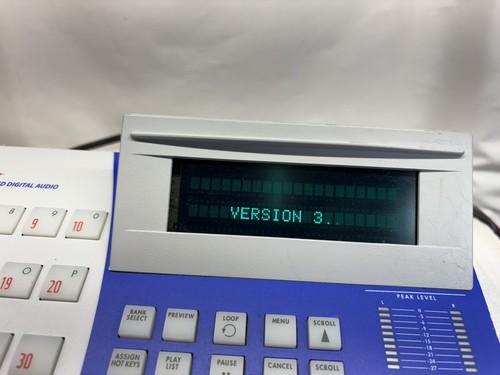 D DIGITAL AUDIO
8
9
O
10
O
19
P
20
30
VERSION 3.
BANK SELECT
PREVIEW
LOOP
MENU
SCROLL
ASSIGN HOT KEYS
PLAY LIST
PAUSE
CANCEL
SCROLL
PEAK LEVEL
L
R